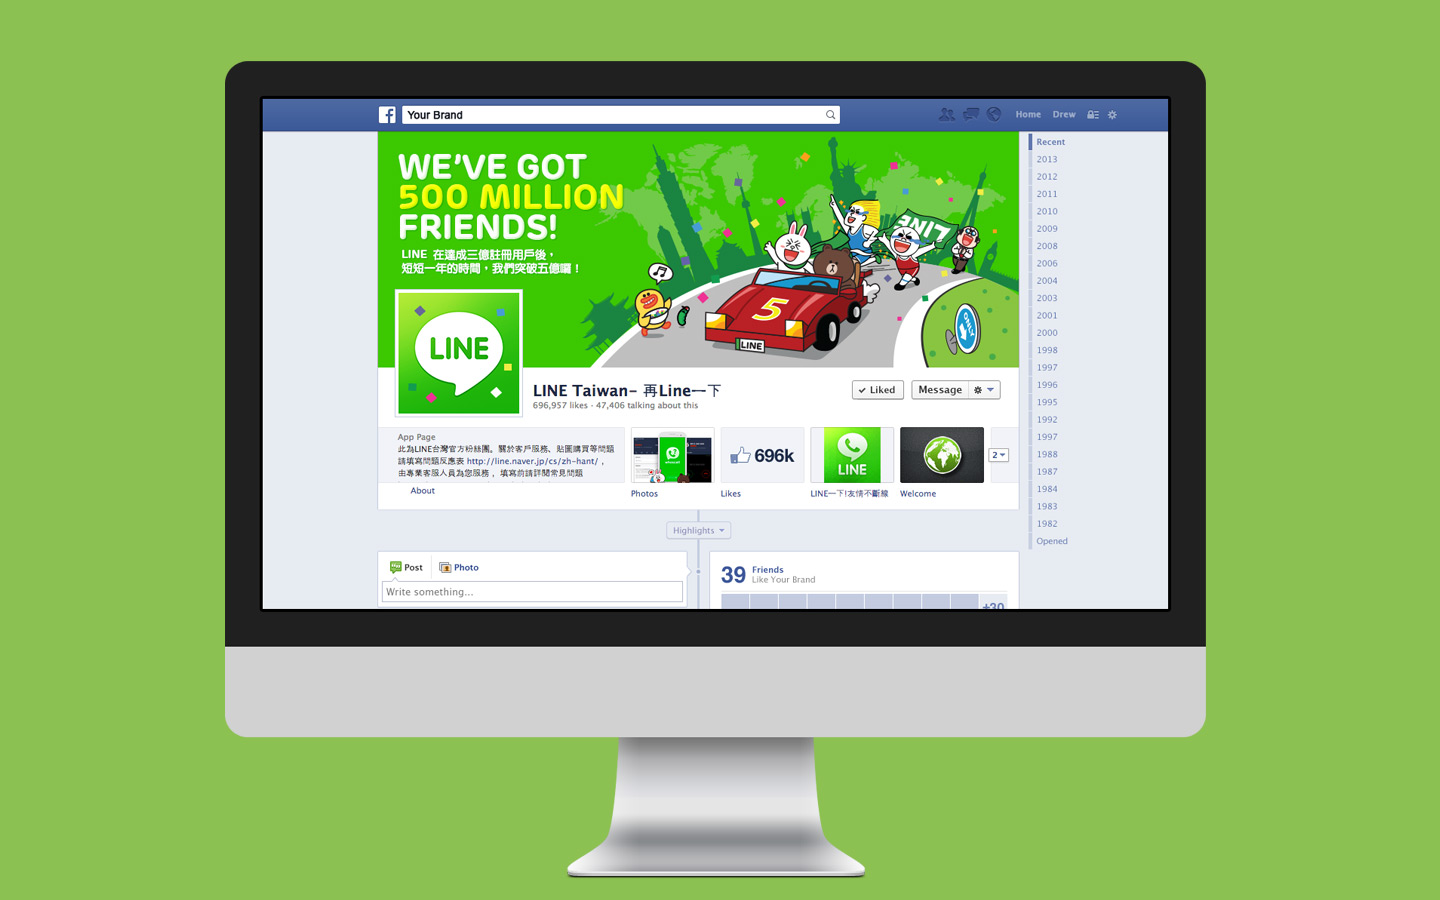 Your Brand
Home
Drew
WE'VE GOT
500 MILLION
FRIENDS!
LINE 在達成三億註冊用戶後，
短短一年的時間，我們突破五億囉！
LINE
5
LINE
LINE
LINE Taiwan- 再Line一下
696,957 likes · 47,406 talking about this
Liked
Message
App Page
此為LINE台灣官方粉絲團。關於客戶服務、貼圖購買等問題
請填寫問題反應表 http://line.naver.jp/cs/zh-hant/，
由專業客服人員為您服務，填寫前請詳閱常見問題
About
Photos
696k
Likes
LINE
LINE一下!友情不斷線
Welcome
2
Highlights
Post
Photo
Write something...
39 Friends
Like Your Brand
+30
Recent
2013
2012
2011
2010
2009
2008
2006
2004
2003
2001
2000
1998
1997
1996
1995
1992
1997
1988
1987
1984
1983
1982
Opened